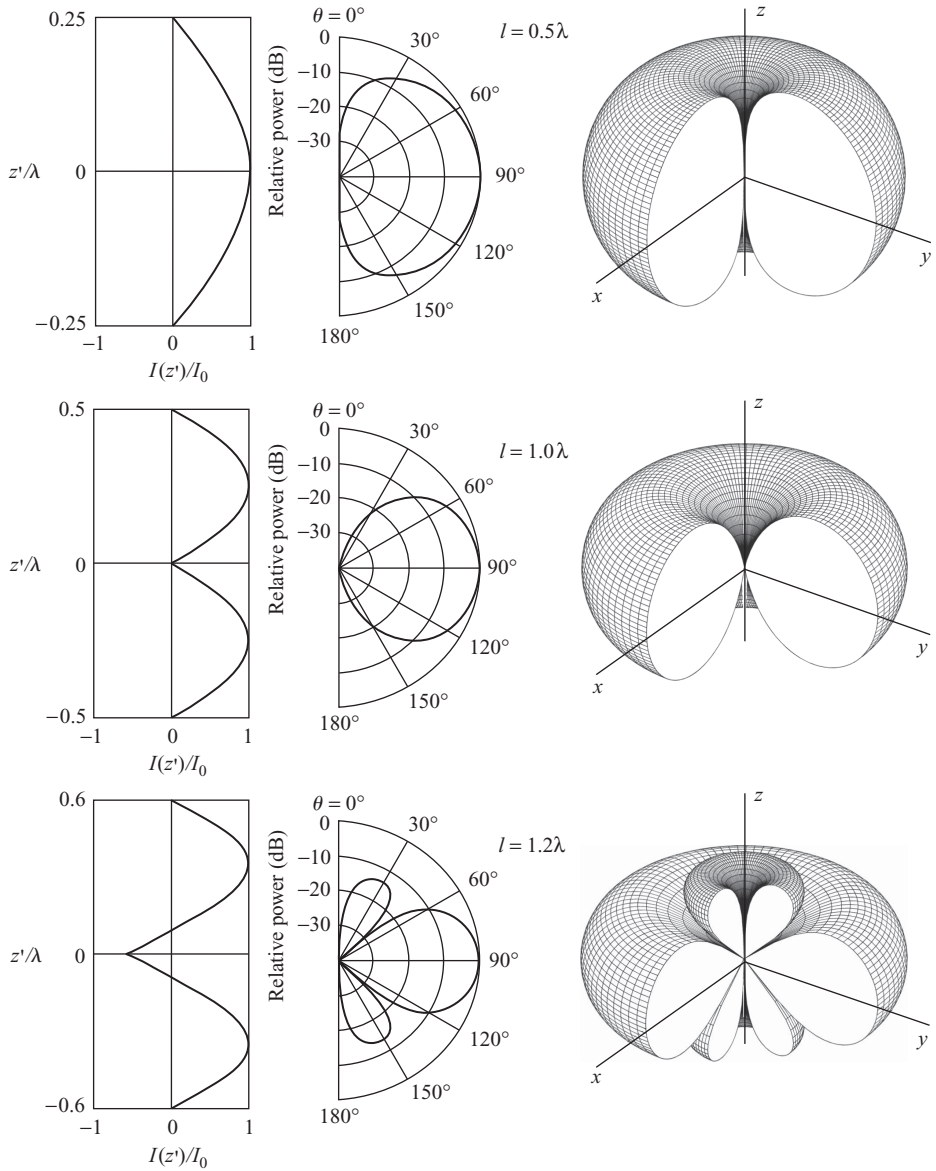 0.25
0
−0.25
z'/λ
−1
0
1
I(z')/I₀
θ = 0°
0
−10
−20
−30
Relative power (dB)
30°
60°
90°
120°
150°
180°
l = 0.5λ
z
x
y
0.5
0
−0.5
z'/λ
−1
0
1
I(z')/I₀
θ = 0°
0
−10
−20
−30
Relative power (dB)
30°
60°
90°
120°
150°
180°
l = 1.0λ
z
x
y
0.6
0
−0.6
z'/λ
−1
0
1
I(z')/I₀
θ = 0°
0
−10
−20
−30
Relative power (dB)
30°
60°
90°
120°
150°
180°
l = 1.2λ
z
x
y